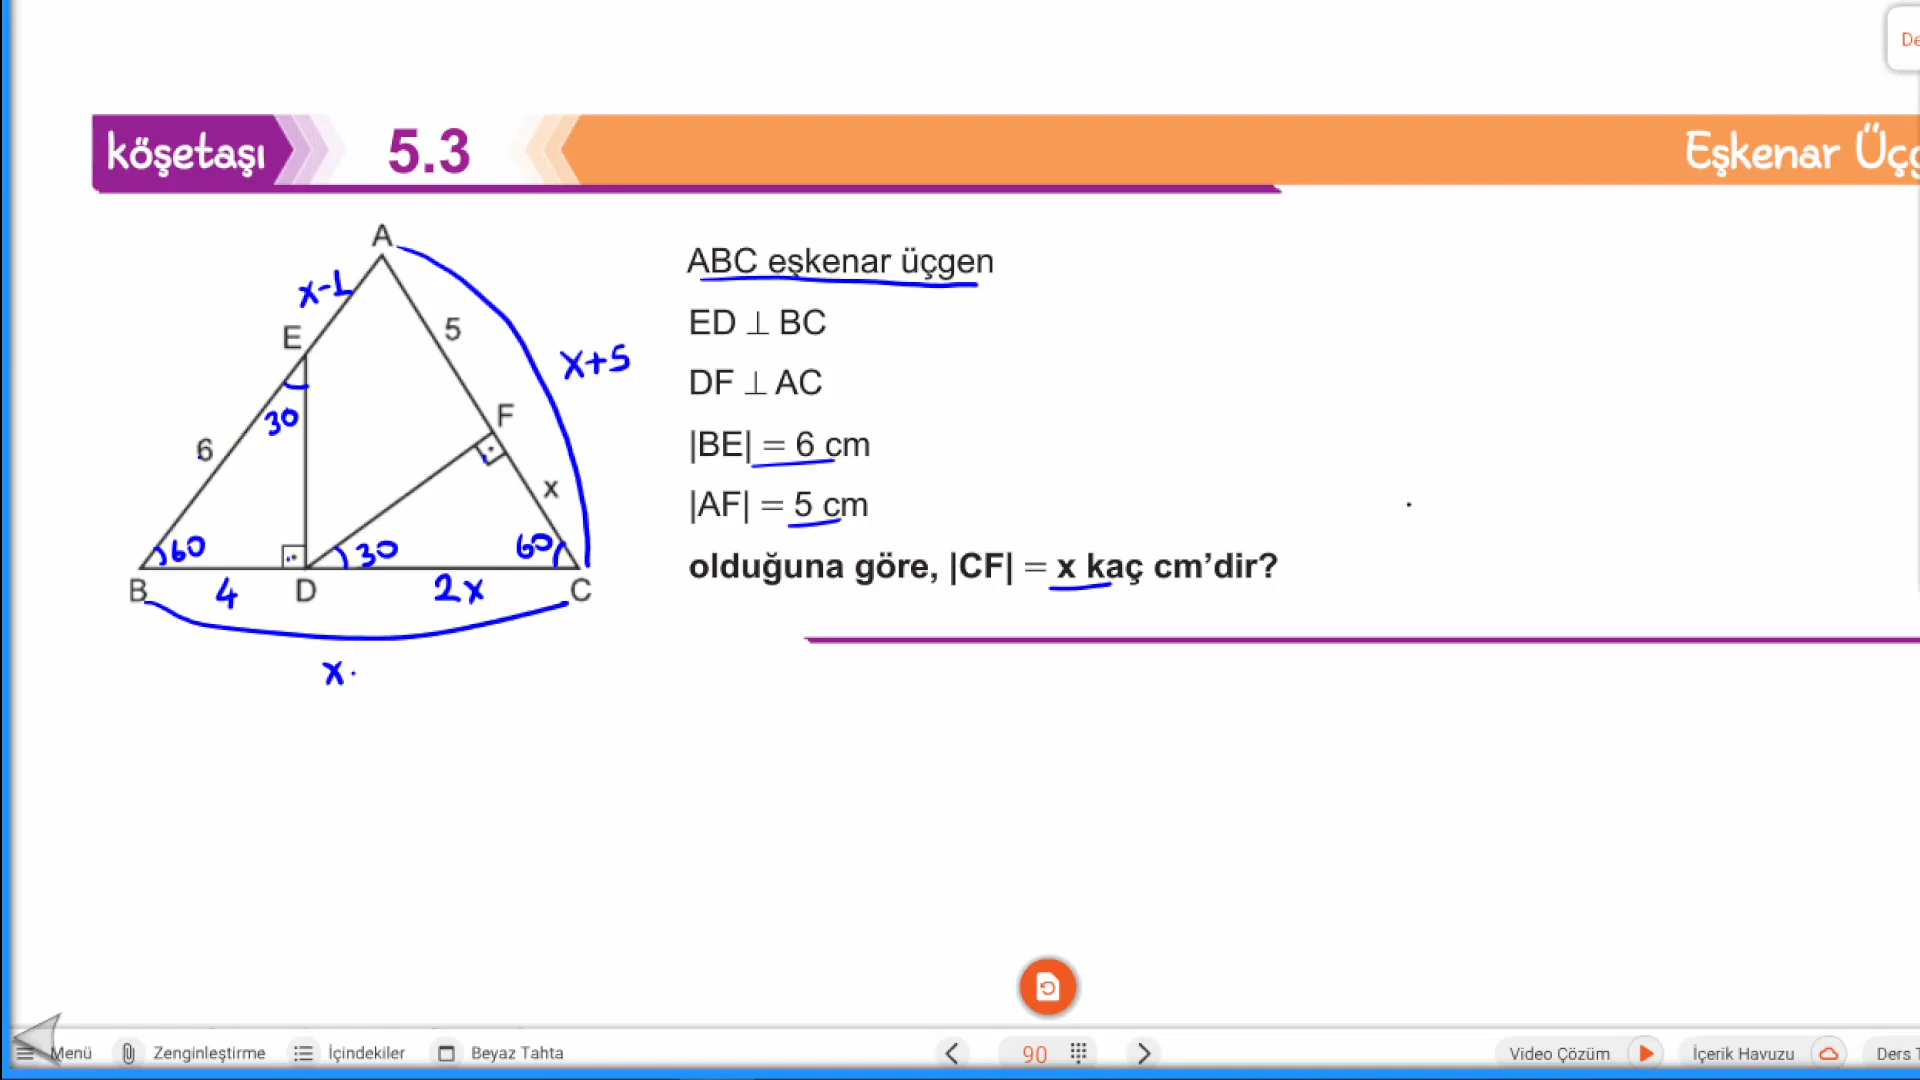 De
köşetaşı 5.3 Eşkenar Üçg
A
x-1
E
5
x+5
30
F
6
x
60
30
60
B
4
D
2x
C
x.
ABC eşkenar üçgen
ED ⊥ BC
DF ⊥ AC
|BE| = 6 cm
|AF| = 5 cm
olduğuna göre, |CF| = x kaç cm’dir?
Menü Zenginleştirme İçindekiler Beyaz Tahta 90 Video Çözüm İçerik Havuzu Ders T